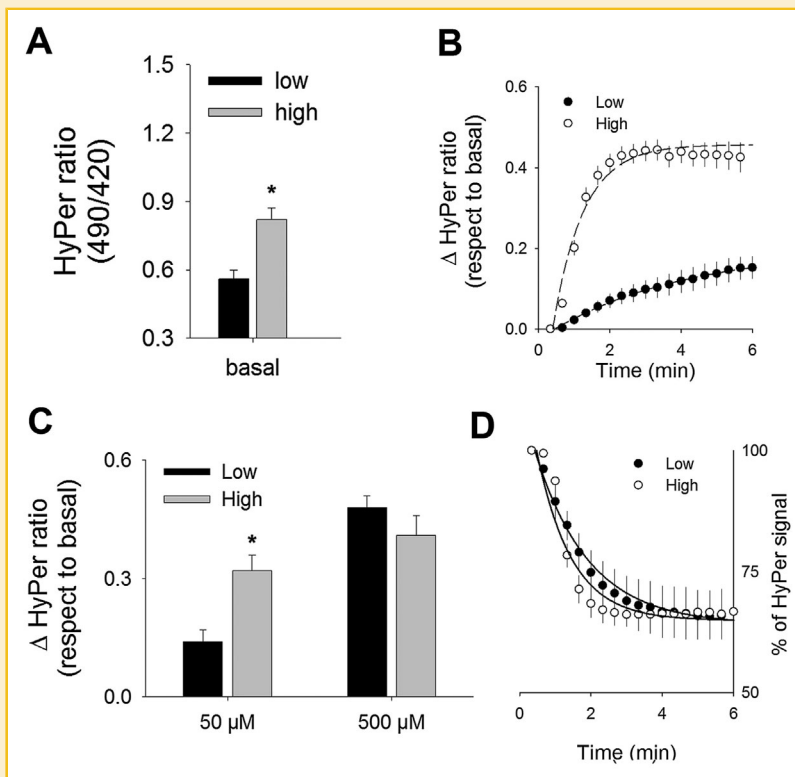 A
HyPer ratio
(490/420)
1.5
1.2
0.9
0.6
0.3
low
high
*
basal
B
Δ HyPer ratio
(respect to basal)
0.6
0.4
0.2
0.0
Low
High
0 2 4 6
Time (min)
C
Δ HyPer ratio
(respect to basal)
0.6
0.3
0.0
Low
High
*
50 µM 500 µM
D
Low
High
100
75
50
% of HyPer signal
0 2 4 6
Time (min)